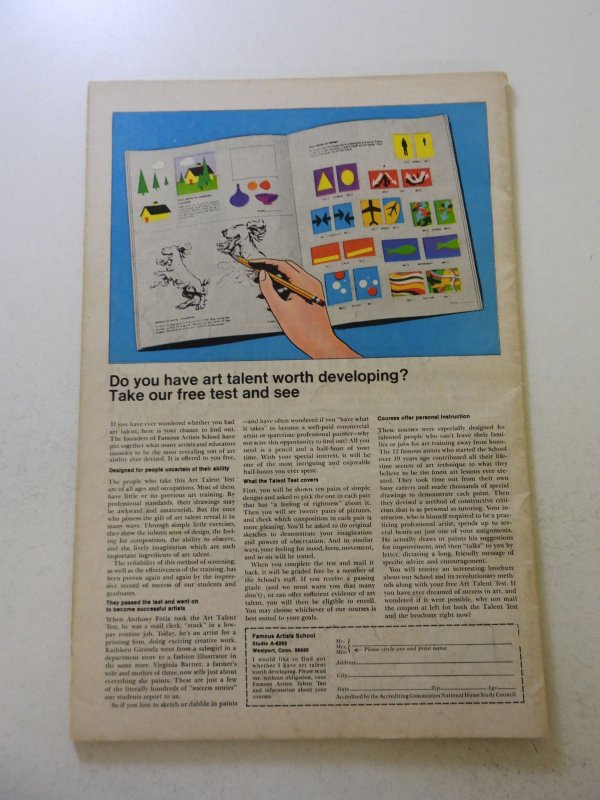 Do you have art talent worth developing?
Take our free test and see
If you have ever wondered whether you had
art talent, here is your chance to find out.
The founders of Famous Artists School have
put together what many artists and educators
consider to be the most revealing test of art
ability ever devised. It is offered to you free.
Designed for people uncertain of their ability
The people who take this Art Talent Test
are of all ages and occupations. Most of them
have little or no previous art training. By
professional standards, their drawings may
be awkward and amateurish. But the ones
who possess the gift of art talent reveal it in
many ways. Through simple little exercises,
they show the inborn sense of design, the feel-
ing for composition, the ability to observe,
and the lively imagination which are such
important ingredients of art talent.
The reliability of this method of screening,
as well as the effectiveness of the training, has
been proven again and again by the impres-
sive record of success of our students and
graduates.
They passed the test and went on
to become successful artists
When Anthony Fotia took the Art Talent
Test, he was a mail clerk, "stuck" in a low-
pay routine job. Today, he's an artist for a
printing firm, doing exciting creative work.
Kathleen Gironda went from a salesgirl in a
department store to a fashion illustrator in
the same store. Virginia Bartter, a farmer's
wife and mother of three, now sells just about
everything she paints. These are just a few
of the literally hundreds of "success stories"
our students report to us.
So if you love to sketch or dabble in paints
—and have often wondered if you "have what
it takes" to become a well-paid commercial
artist or sparetime professional painter—why
not seize this opportunity to find out? All you
need is a pencil and a half-hour of your
time. With your special interest, it will be
one of the most intriguing and enjoyable
half-hours you ever spent.
What the Talent Test covers
First, you will be shown ten pairs of simple
designs and asked to pick the one in each pair
that has "a feeling of rightness" about it.
Then you will see twenty pairs of pictures,
and check which composition in each pair is
more pleasing. You'll be asked to do original
sketches to demonstrate your imagination
and powers of observation. And in similar
ways, your feeling for mood, form, movement,
and so on will be tested.
When you complete the test and mail it
back, it will be graded free by a member of
the School's staff. If you receive a passing
grade (and we must warn you that many
don't), or can offer sufficient evidence of art
talent, you will then be eligible to enroll.
You may choose whichever of our courses is
best suited to your goals.
Courses offer personal instruction
These courses were especially designed for
talented people who can't leave their fami-
lies or jobs for art training away from home.
The 12 famous artists who started the School
over 19 years ago contributed all their life-
time secrets of art technique to what they
believe to be the finest art lessons ever cre-
ated. They took time out from their own
busy careers and made thousands of special
drawings to demonstrate each point. Then
they devised a method of constructive criti-
cism that is as personal as tutoring. Your in-
structor, who is himself required to be a prac-
ticing professional artist, spends up to sev-
eral hours on just one of your assignments.
He actually draws or paints his suggestions
for improvement, and then "talks" to you by
letter, dictating a long, friendly message of
specific advice and encouragement.
You will receive an interesting brochure
about our School and its revolutionary meth-
ods along with your free Art Talent Test. If
you have ever dreamed of success in art, and
wondered if it were possible, why not mail
the coupon at left for both the Talent Test
and the brochure right now?
Famous Artists School
Studio A-8260
Westport, Conn. 06880
I would like to find out
whether I have art talent
worth developing. Please send
me, without obligation, your
Famous Artists Talent Test
and information about your
courses.
Mr.
Mrs.
Miss
Please circle one and print name
Address
City
State Zip Age
Accredited by the Accrediting Commission National Home Study Council